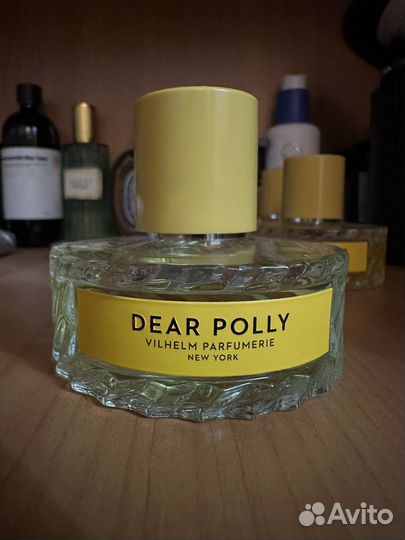 DEAR POLLY
VILHELM PARFUMERIE
NEW YORK
Avito